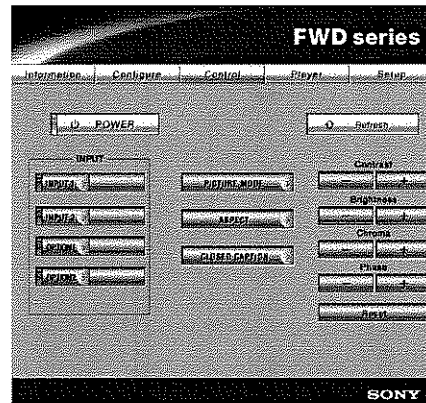 FWD series
Information Configure Control Player Setup
POWER Refresh
INPUT
INPUT1
INPUT2
OPTION1
OPTION2
PICTURE MODE
ASPECT
CLOSED CAPTION
Contrast
- +
Brightness
- +
Chroma
- +
Phase
- +
Reset
SONY